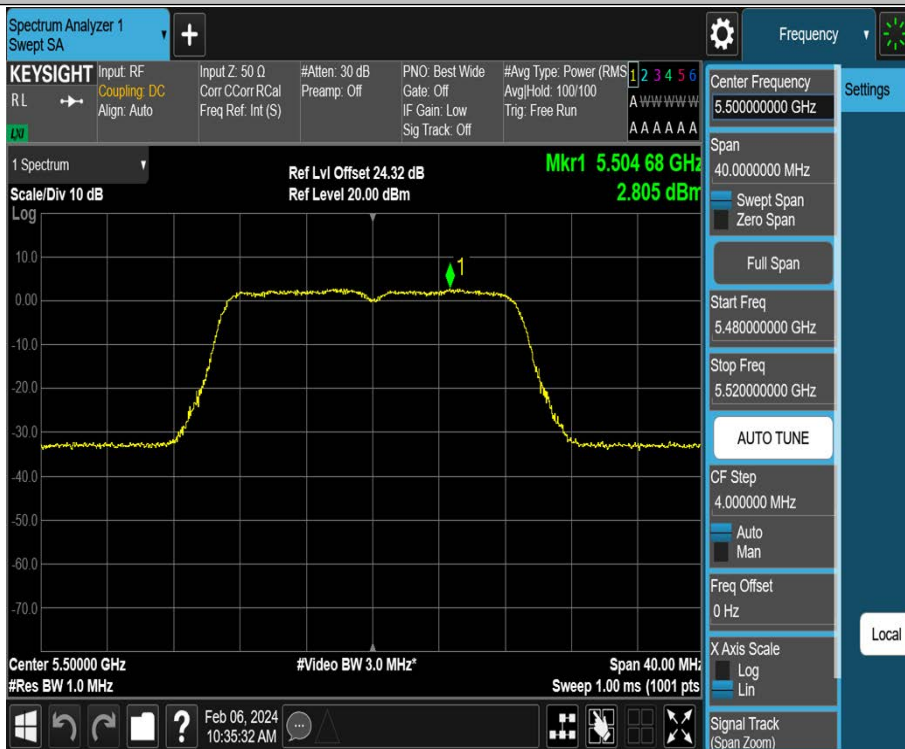 Spectrum Analyzer 1
Swept SA
Frequency
KEYSIGHT
RL
LXI
Input: RF
Coupling: DC
Align: Auto
Input Z: 50 Ω
Corr CCorr RCal
Freq Ref: Int (S)
#Atten: 30 dB
Preamp: Off
PNO: Best Wide
Gate: Off
IF Gain: Low
Sig Track: Off
#Avg Type: Power (RMS
Avg|Hold: 100/100
Trig: Free Run
1 2 3 4 5 6
A W W W W W
A A A A A A
1 Spectrum
Scale/Div 10 dB
Log
Ref Lvl Offset 24.32 dB
Ref Level 20.00 dBm
Mkr1 5.504 68 GHz
2.805 dBm
10.0
0.00
-10.0
-20.0
-30.0
-40.0
-50.0
-60.0
-70.0
1
Center 5.50000 GHz
#Res BW 1.0 MHz
#Video BW 3.0 MHz*
Span 40.00 MHz
Sweep 1.00 ms (1001 pts
Feb 06, 2024
10:35:32 AM
?
Center Frequency
5.500000000 GHz
Span
40.0000000 MHz
Swept Span
Zero Span
Full Span
Start Freq
5.480000000 GHz
Stop Freq
5.520000000 GHz
AUTO TUNE
CF Step
4.000000 MHz
Auto
Man
Freq Offset
0 Hz
X Axis Scale
Log
Lin
Signal Track
(Span Zoom)
Settings
Local